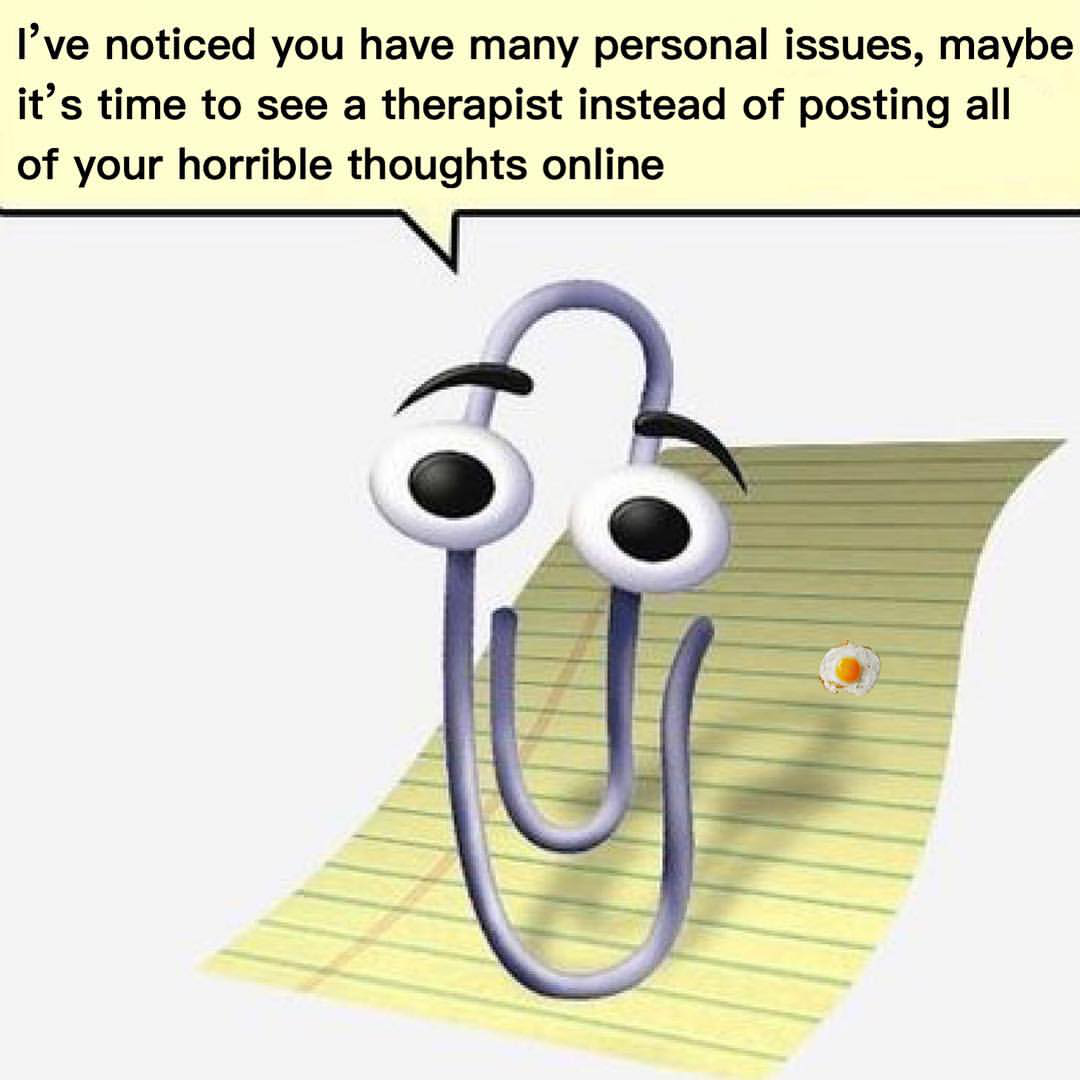 I’ve noticed you have many personal issues, maybe
it’s time to see a therapist instead of posting all
of your horrible thoughts online